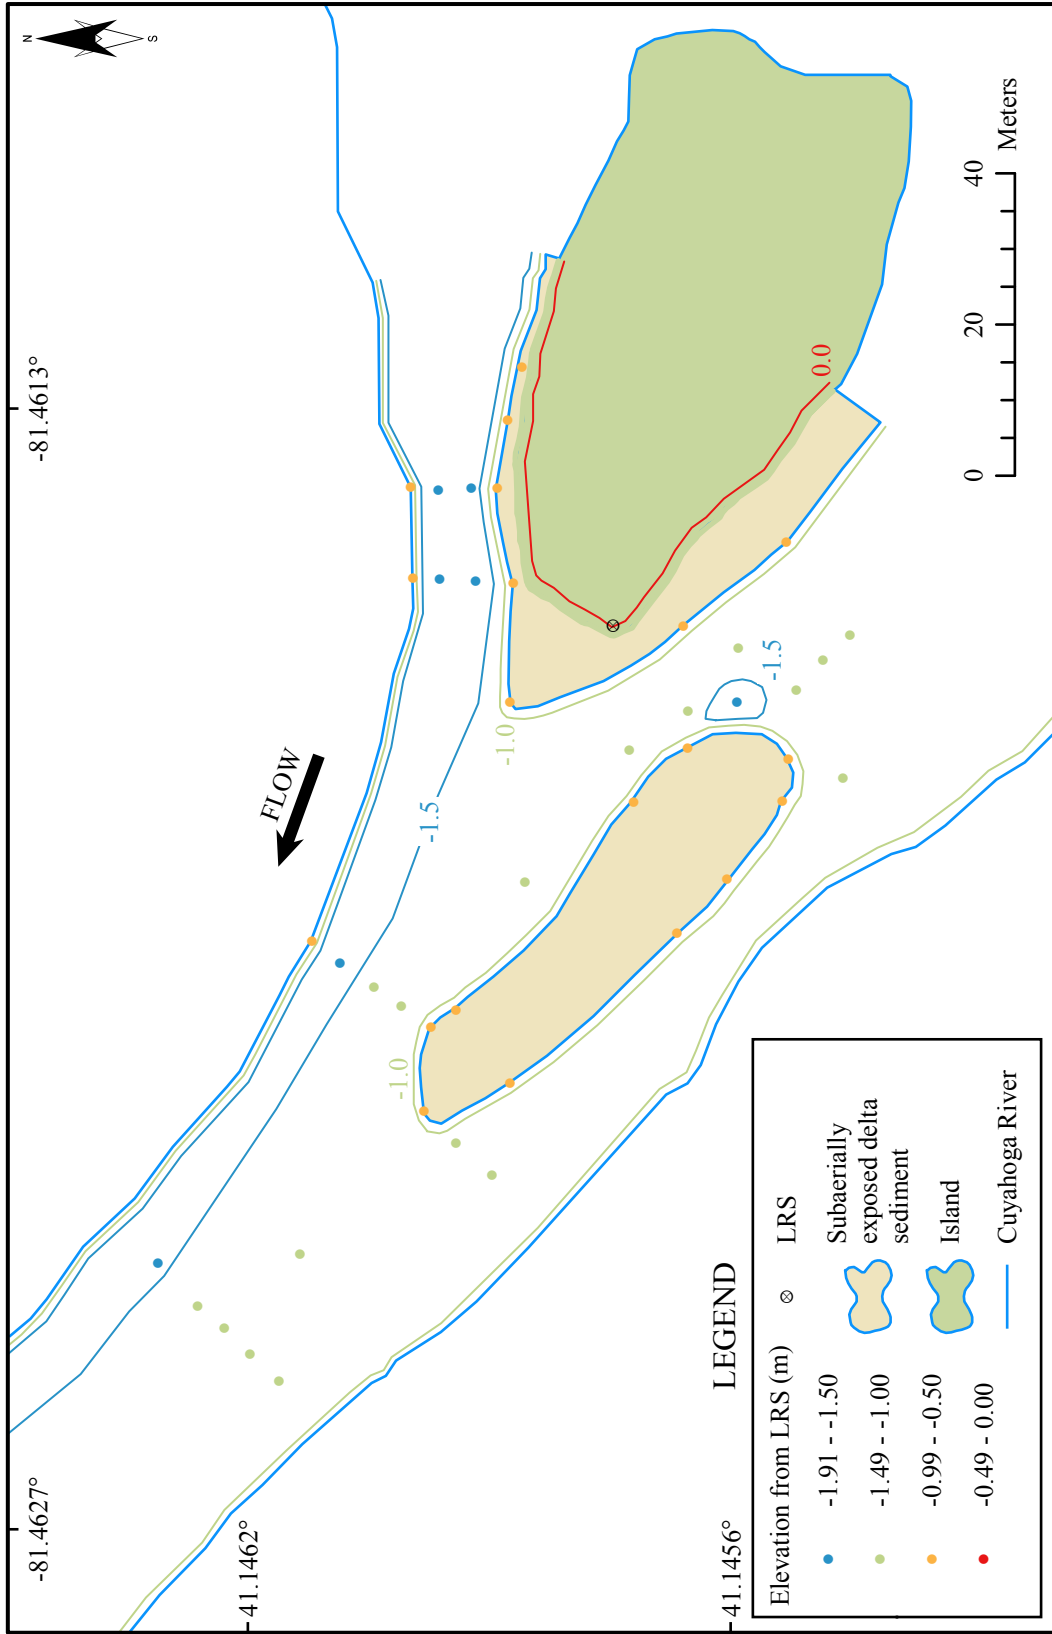 N
S
-81.4613°
-81.4627°
41.1462°
41.1456°
FLOW
-1.5
-1.0
-1.0
-1.5
0.0
0
20
40
Meters
LEGEND
Elevation from LRS (m)
-1.91 - -1.50
-1.49 - -1.00
-0.99 - -0.50
-0.49 - 0.00
LRS
Subaerially
exposed delta
sediment
Island
Cuyahoga River